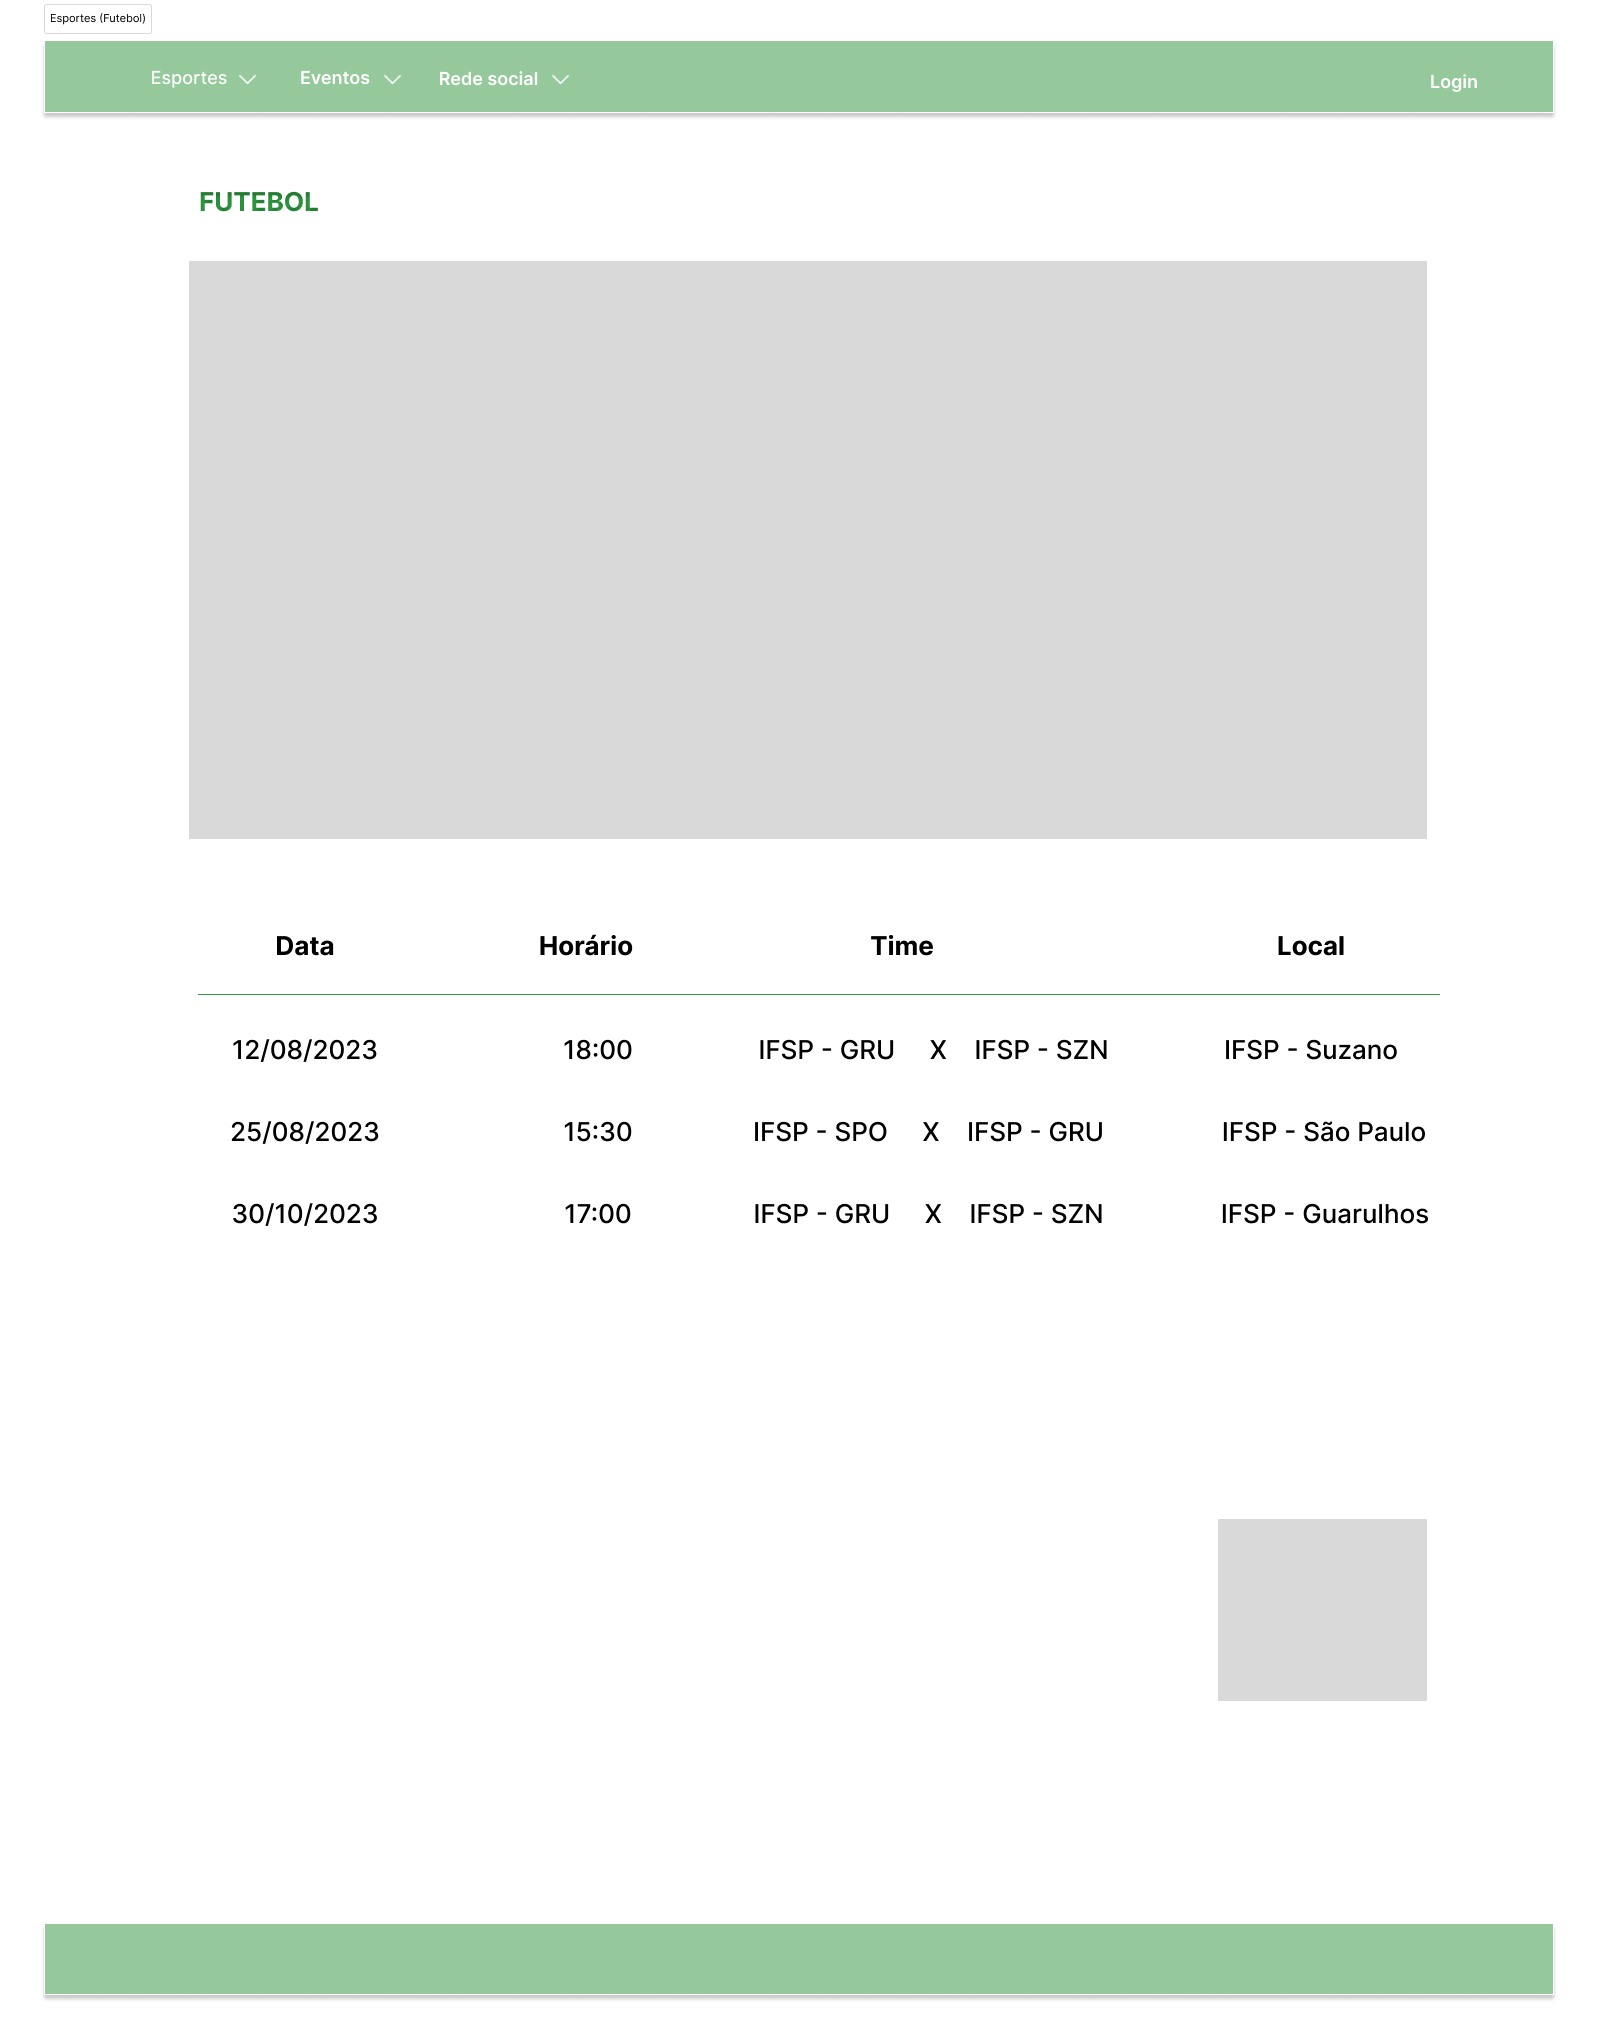 Esportes (Futebol)
Esportes Eventos Rede social Login
FUTEBOL
Data Horário Time Local
12/08/2023 18:00 IFSP - GRU X IFSP - SZN IFSP - Suzano
25/08/2023 15:30 IFSP - SPO X IFSP - GRU IFSP - São Paulo
30/10/2023 17:00 IFSP - GRU X IFSP - SZN IFSP - Guarulhos